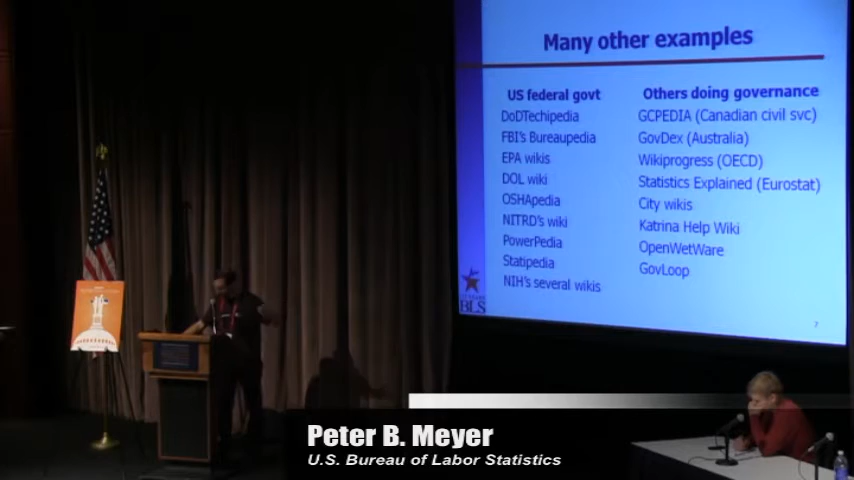 Many other examples
US federal govt
DoDTechipedia
FBI's Bureaupedia
EPA wikis
DOL wiki
OSHApedia
NITRD's wiki
PowerPedia
Statipedia
NIH's several wikis
Others doing governance
GCPEDIA (Canadian civil svc)
GovDex (Australia)
Wikiprogress (OECD)
Statistics Explained (Eurostat)
City wikis
Katrina Help Wiki
OpenWetWare
GovLoop
BLS
7
Peter B. Meyer
U.S. Bureau of Labor Statistics